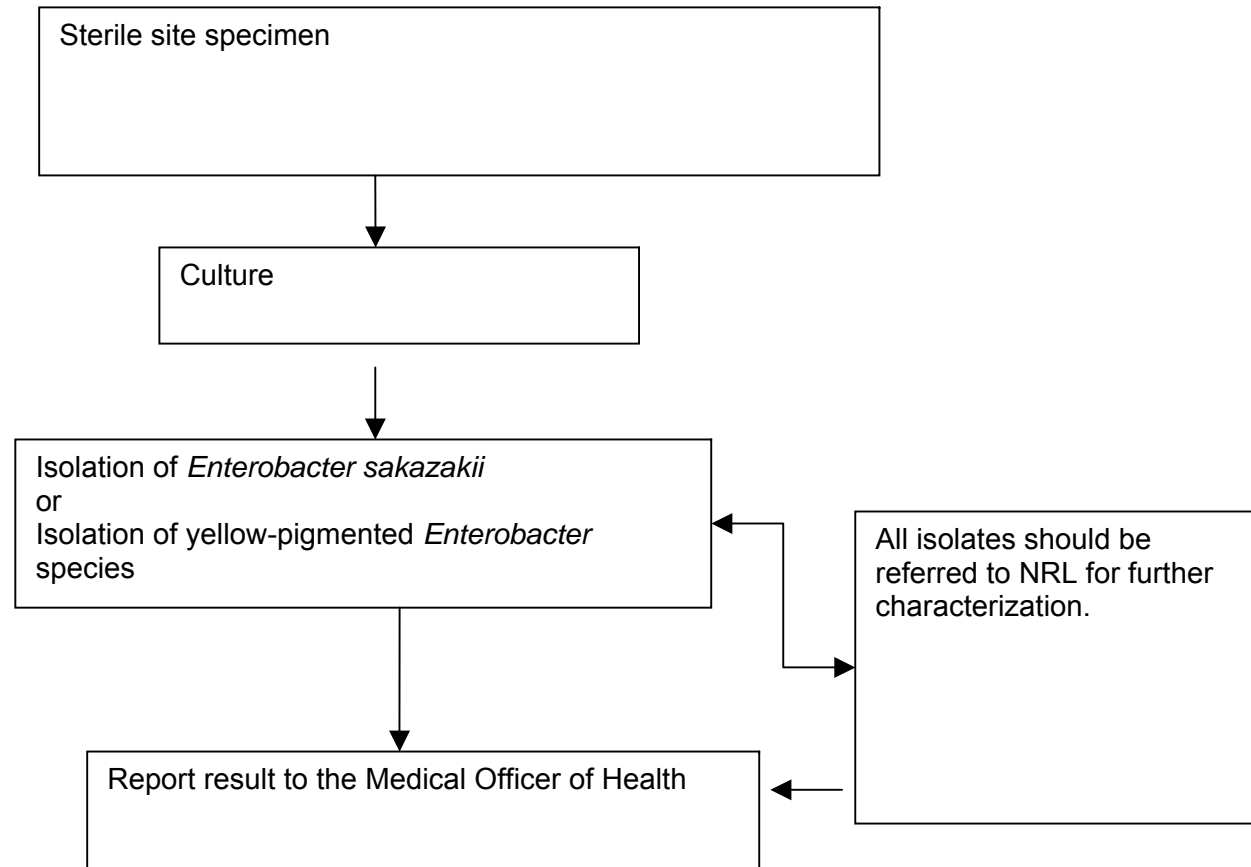 Sterile site specimen
Culture
Isolation of Enterobacter sakazakii
or
Isolation of yellow-pigmented Enterobacter
species
All isolates should be
referred to NRL for further
characterization.
Report result to the Medical Officer of Health